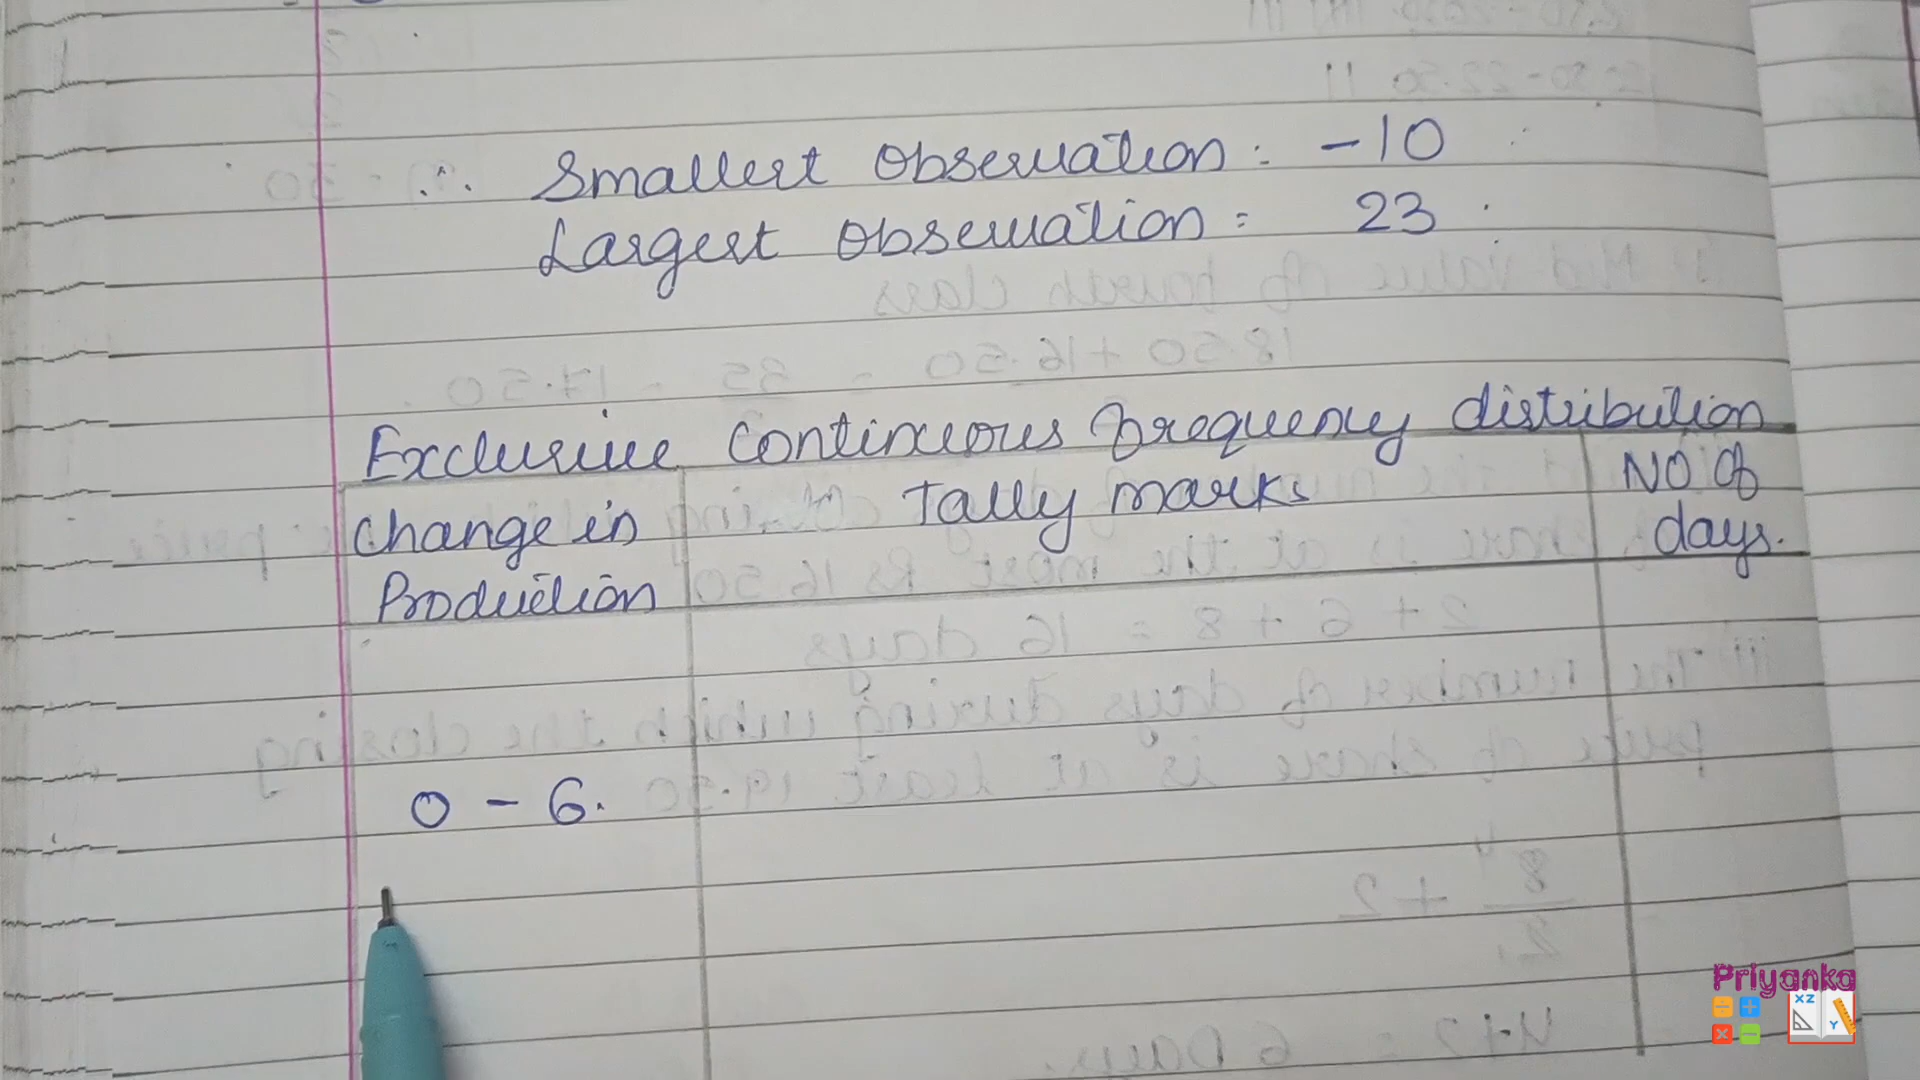 ∴ Smallest Observation: -10
Largest Observation = 23
Exclusive Continuous frequency distribution
Change in Production
Tally marks
No of days.
0 - 6.
Priyanka
XZ
Y